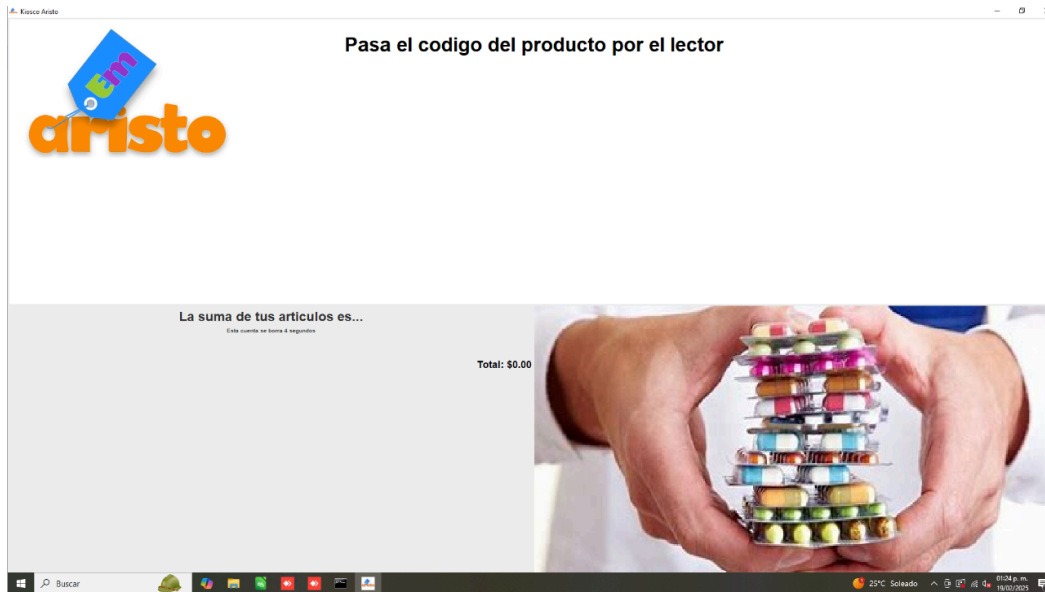 Kiosco Aristo
Em
aristo
Pasa el codigo del producto por el lector
La suma de tus articulos es...
Esta cuenta se borra 4 segundos
Total: $0.00
Buscar
25°C Soleado
01:24 p. m.
19/02/2025